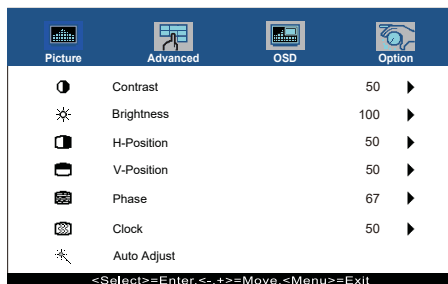 Picture Advanced OSD Option
Contrast 50
Brightness 100
H-Position 50
V-Position 50
Phase 67
Clock 50
Auto Adjust
<Select>=Enter,<-,+>=Move,<Menu>=Exit